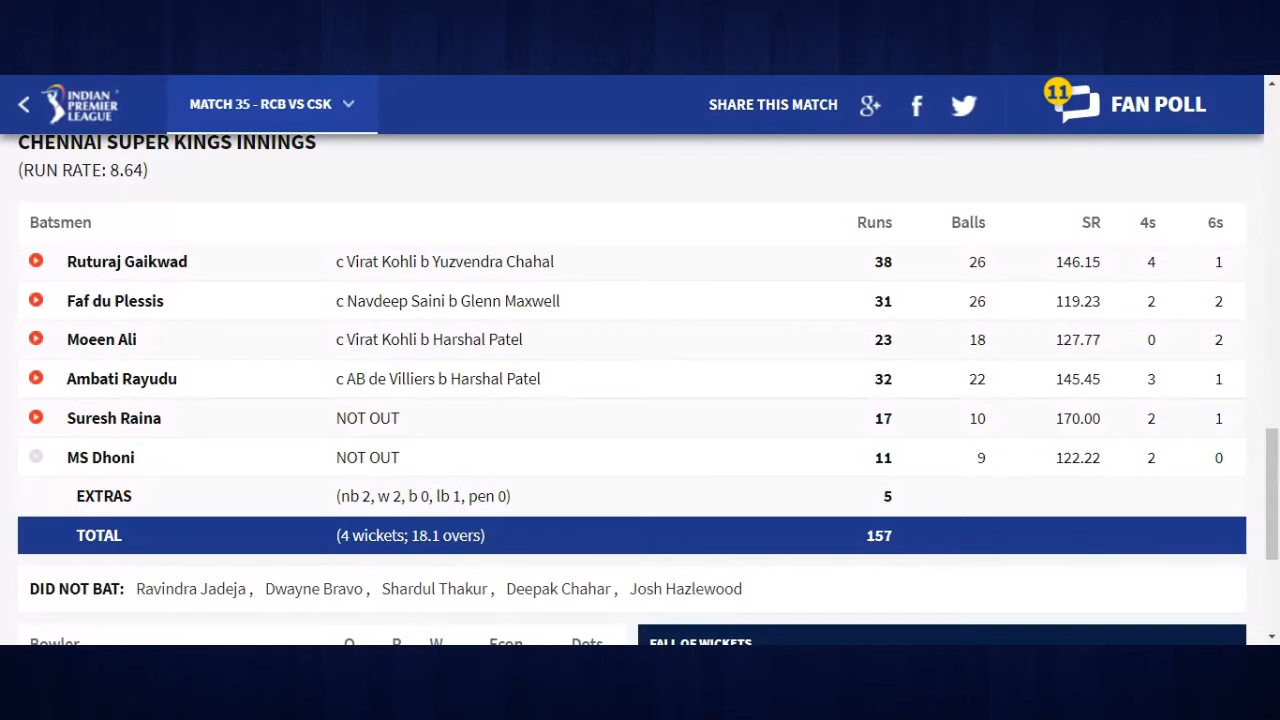 INDIAN
PREMIER
LEAGUE
MATCH 35 - RCB VS CSK
SHARE THIS MATCH
g+ f
11
FAN POLL
CHENNAI SUPER KINGS INNINGS
(RUN RATE: 8.64)
Batsmen Runs Balls SR 4s 6s
Ruturaj Gaikwad c Virat Kohli b Yuzvendra Chahal 38 26 146.15 4 1
Faf du Plessis c Navdeep Saini b Glenn Maxwell 31 26 119.23 2 2
Moeen Ali c Virat Kohli b Harshal Patel 23 18 127.77 0 2
Ambati Rayudu c AB de Villiers b Harshal Patel 32 22 145.45 3 1
Suresh Raina NOT OUT 17 10 170.00 2 1
MS Dhoni NOT OUT 11 9 122.22 2 0
EXTRAS (nb 2, w 2, b 0, lb 1, pen 0) 5
TOTAL (4 wickets; 18.1 overs) 157
DID NOT BAT: Ravindra Jadeja , Dwayne Bravo , Shardul Thakur , Deepak Chahar , Josh Hazlewood
Bowler O R W Econ Dots
FALL OF WICKETS